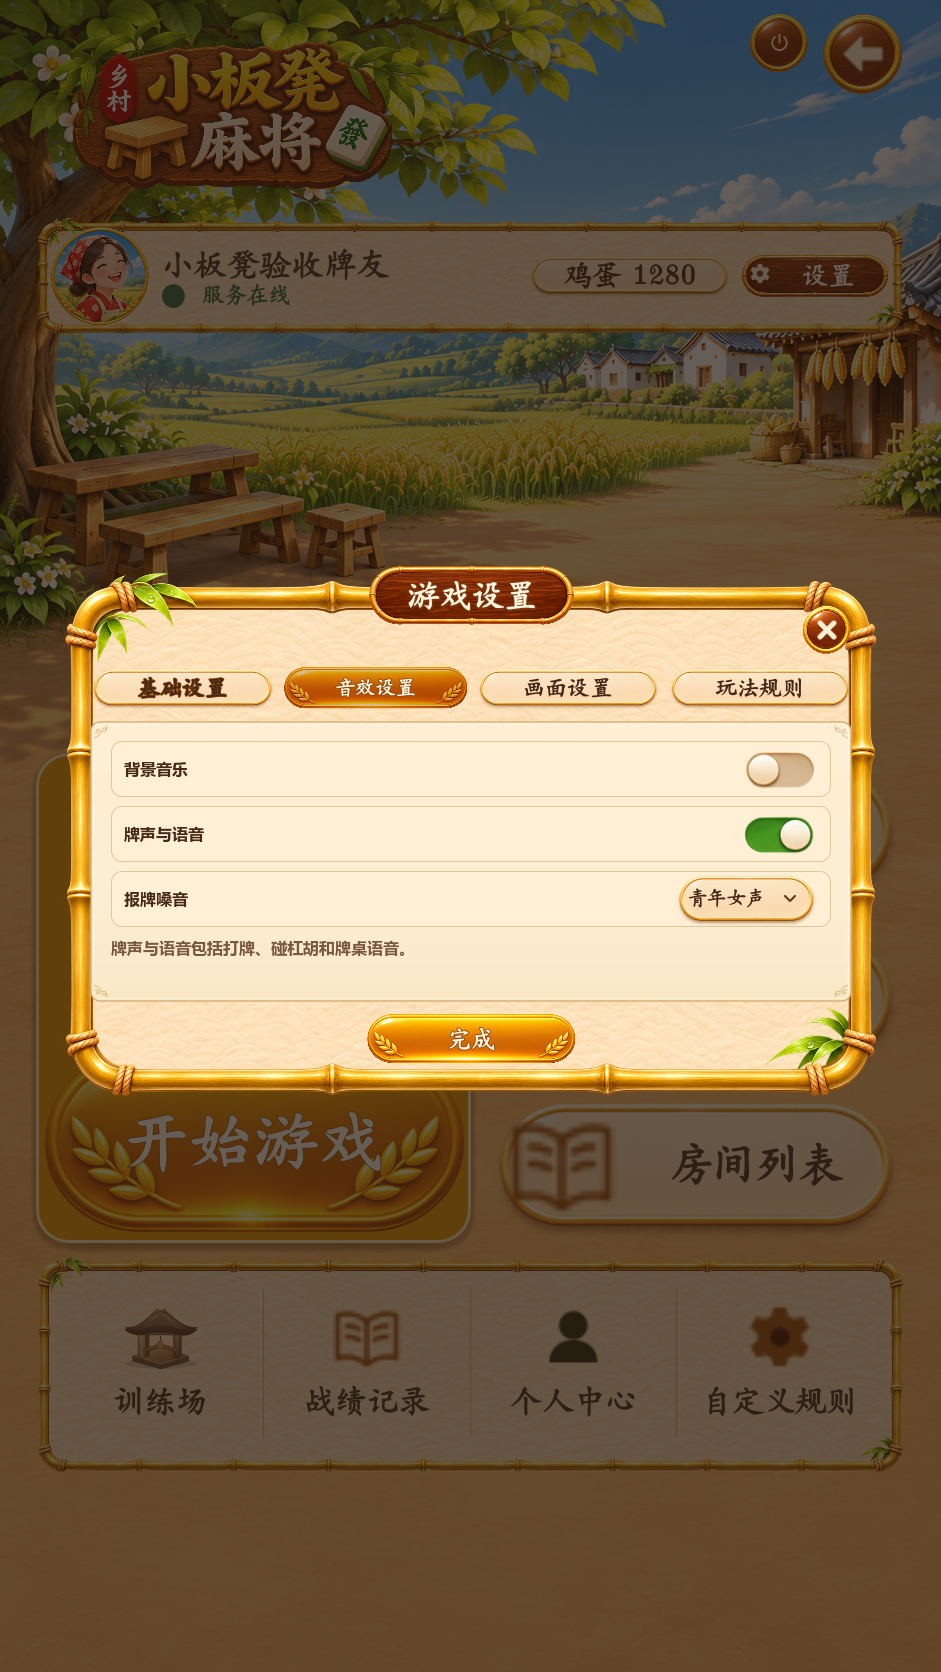 乡村
小板凳
麻将
發
小板凳验收牌友
服务在线
鸡蛋 1280
设置
游戏设置
基础设置
音效设置
画面设置
玩法规则
背景音乐
牌声与语音
报牌嗓音
青年女声
牌声与语音包括打牌、碰杠胡和牌桌语音。
完成
开始游戏
房间列表
训练场
战绩记录
个人中心
自定义规则